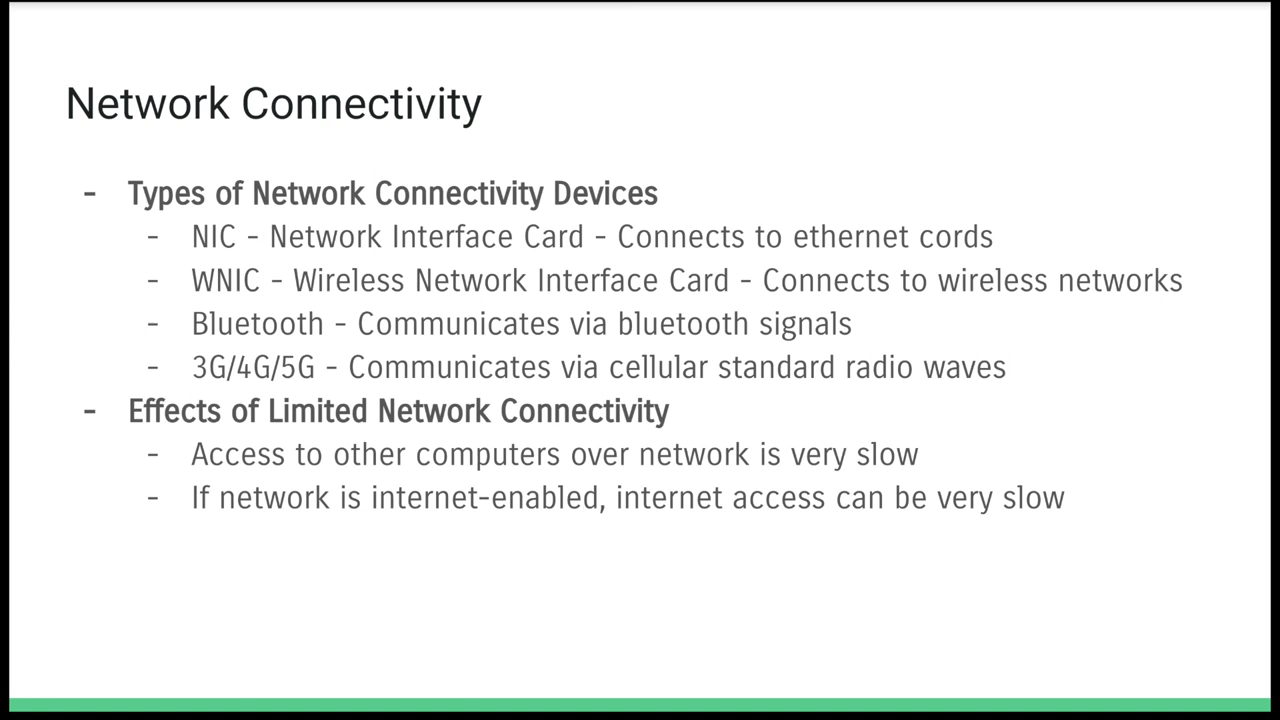 Network Connectivity
- Types of Network Connectivity Devices
- NIC - Network Interface Card - Connects to ethernet cords
- WNIC - Wireless Network Interface Card - Connects to wireless networks
- Bluetooth - Communicates via bluetooth signals
- 3G/4G/5G - Communicates via cellular standard radio waves
- Effects of Limited Network Connectivity
- Access to other computers over network is very slow
- If network is internet-enabled, internet access can be very slow